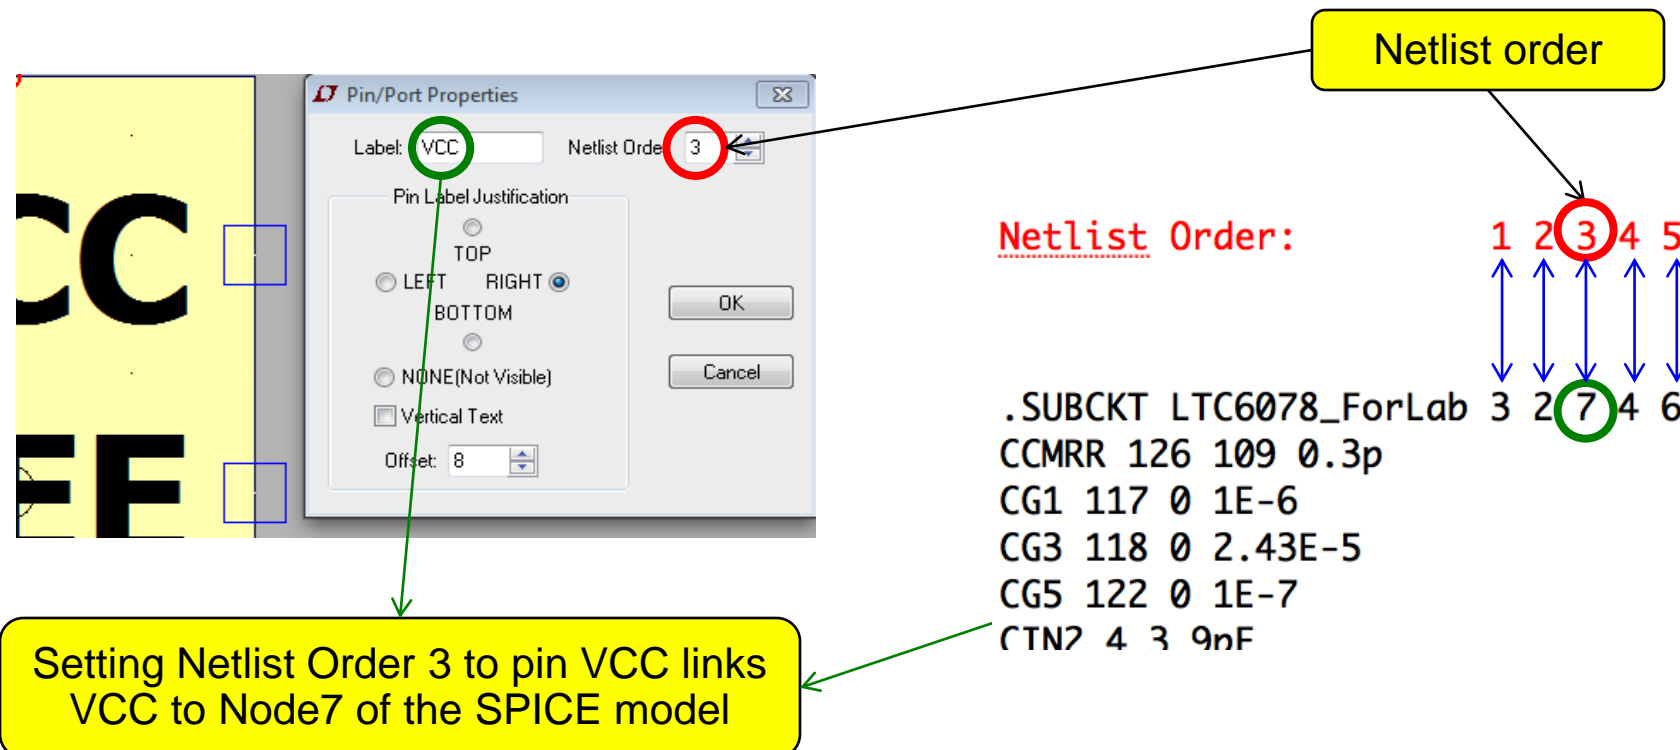 Netlist order
Pin/Port Properties
Label: VCC Netlist Orde 3
Pin Label Justification
TOP
LEFT RIGHT
BOTTOM
NONE(Not Visible)
Vertical Text
Offset: 8
OK
Cancel
CC
EE
Netlist Order: 1 2 3 4 5
.SUBCKT LTC6078_ForLab 3 2 7 4 6
CCMRR 126 109 0.3p
CG1 117 0 1E-6
CG3 118 0 2.43E-5
CG5 122 0 1E-7
CIN2 4 3 9pF
Setting Netlist Order 3 to pin VCC links
VCC to Node7 of the SPICE model